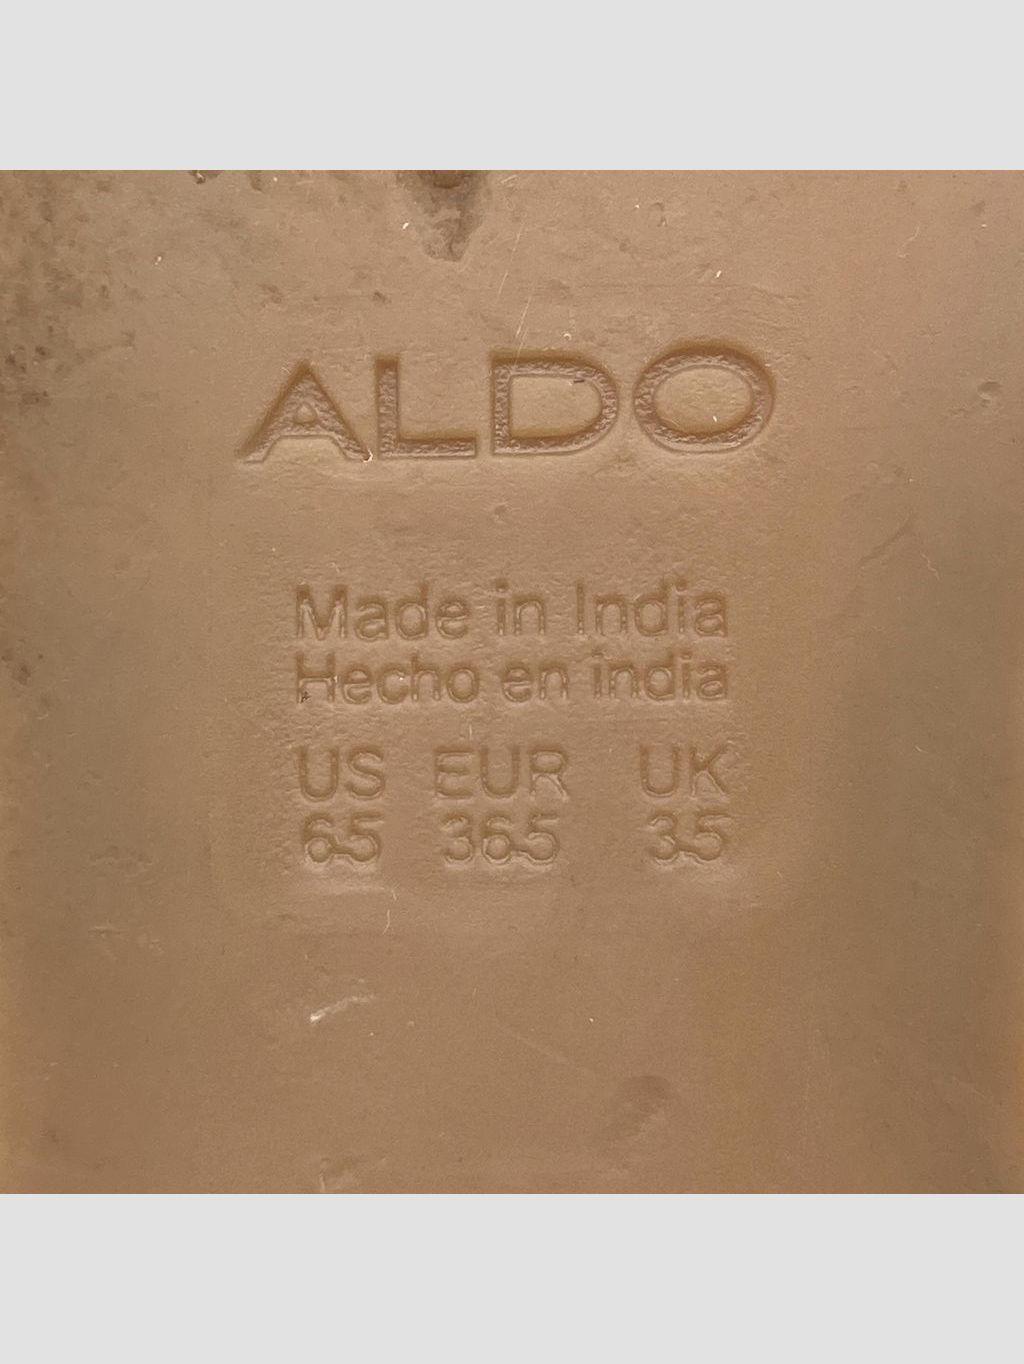 ALDO
Made in India
Hecho en india
US EUR UK
6.5 36.5 3.5